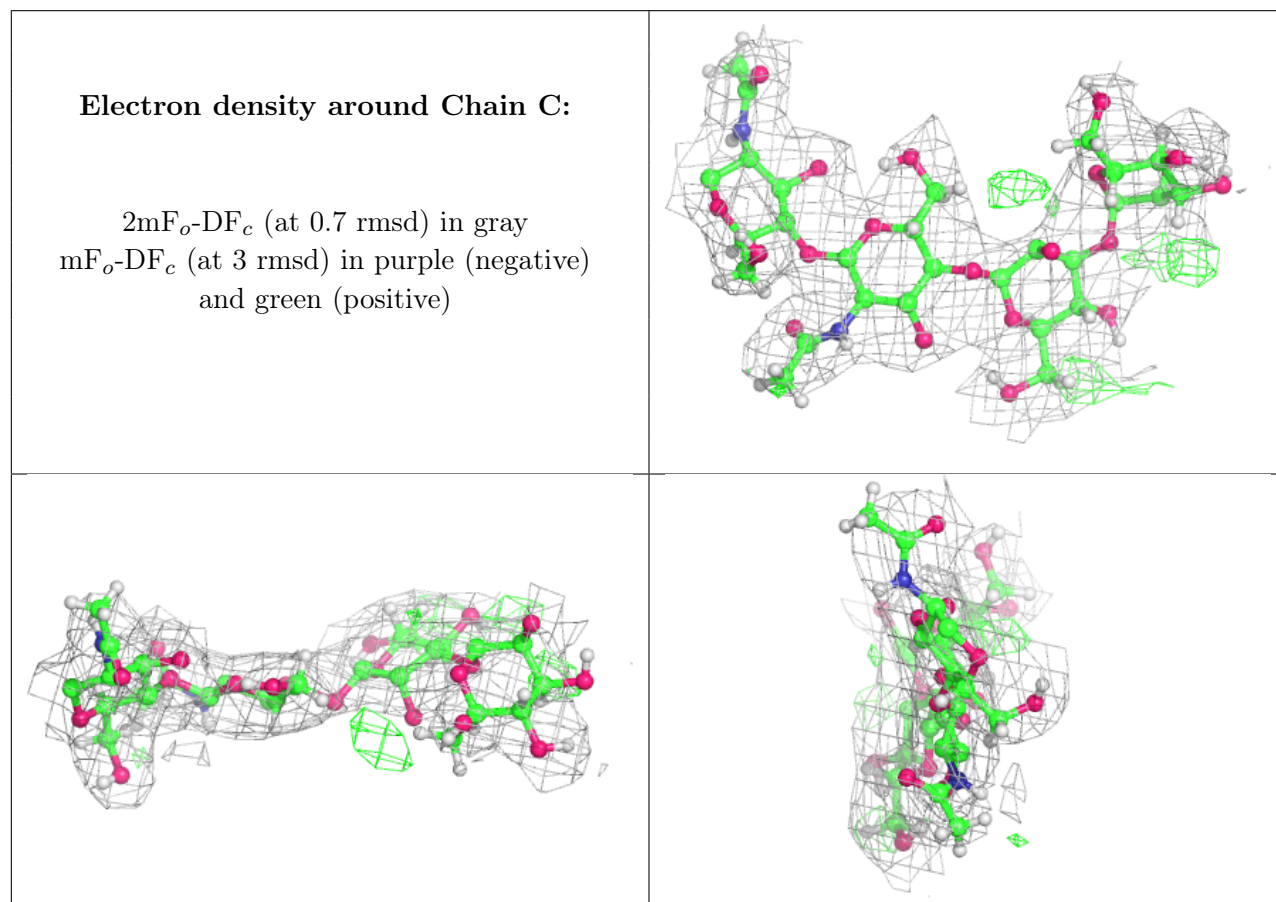 Electron density around Chain C:
2mFo-DFc (at 0.7 rmsd) in gray
mFo-DFc (at 3 rmsd) in purple (negative)
and green (positive)